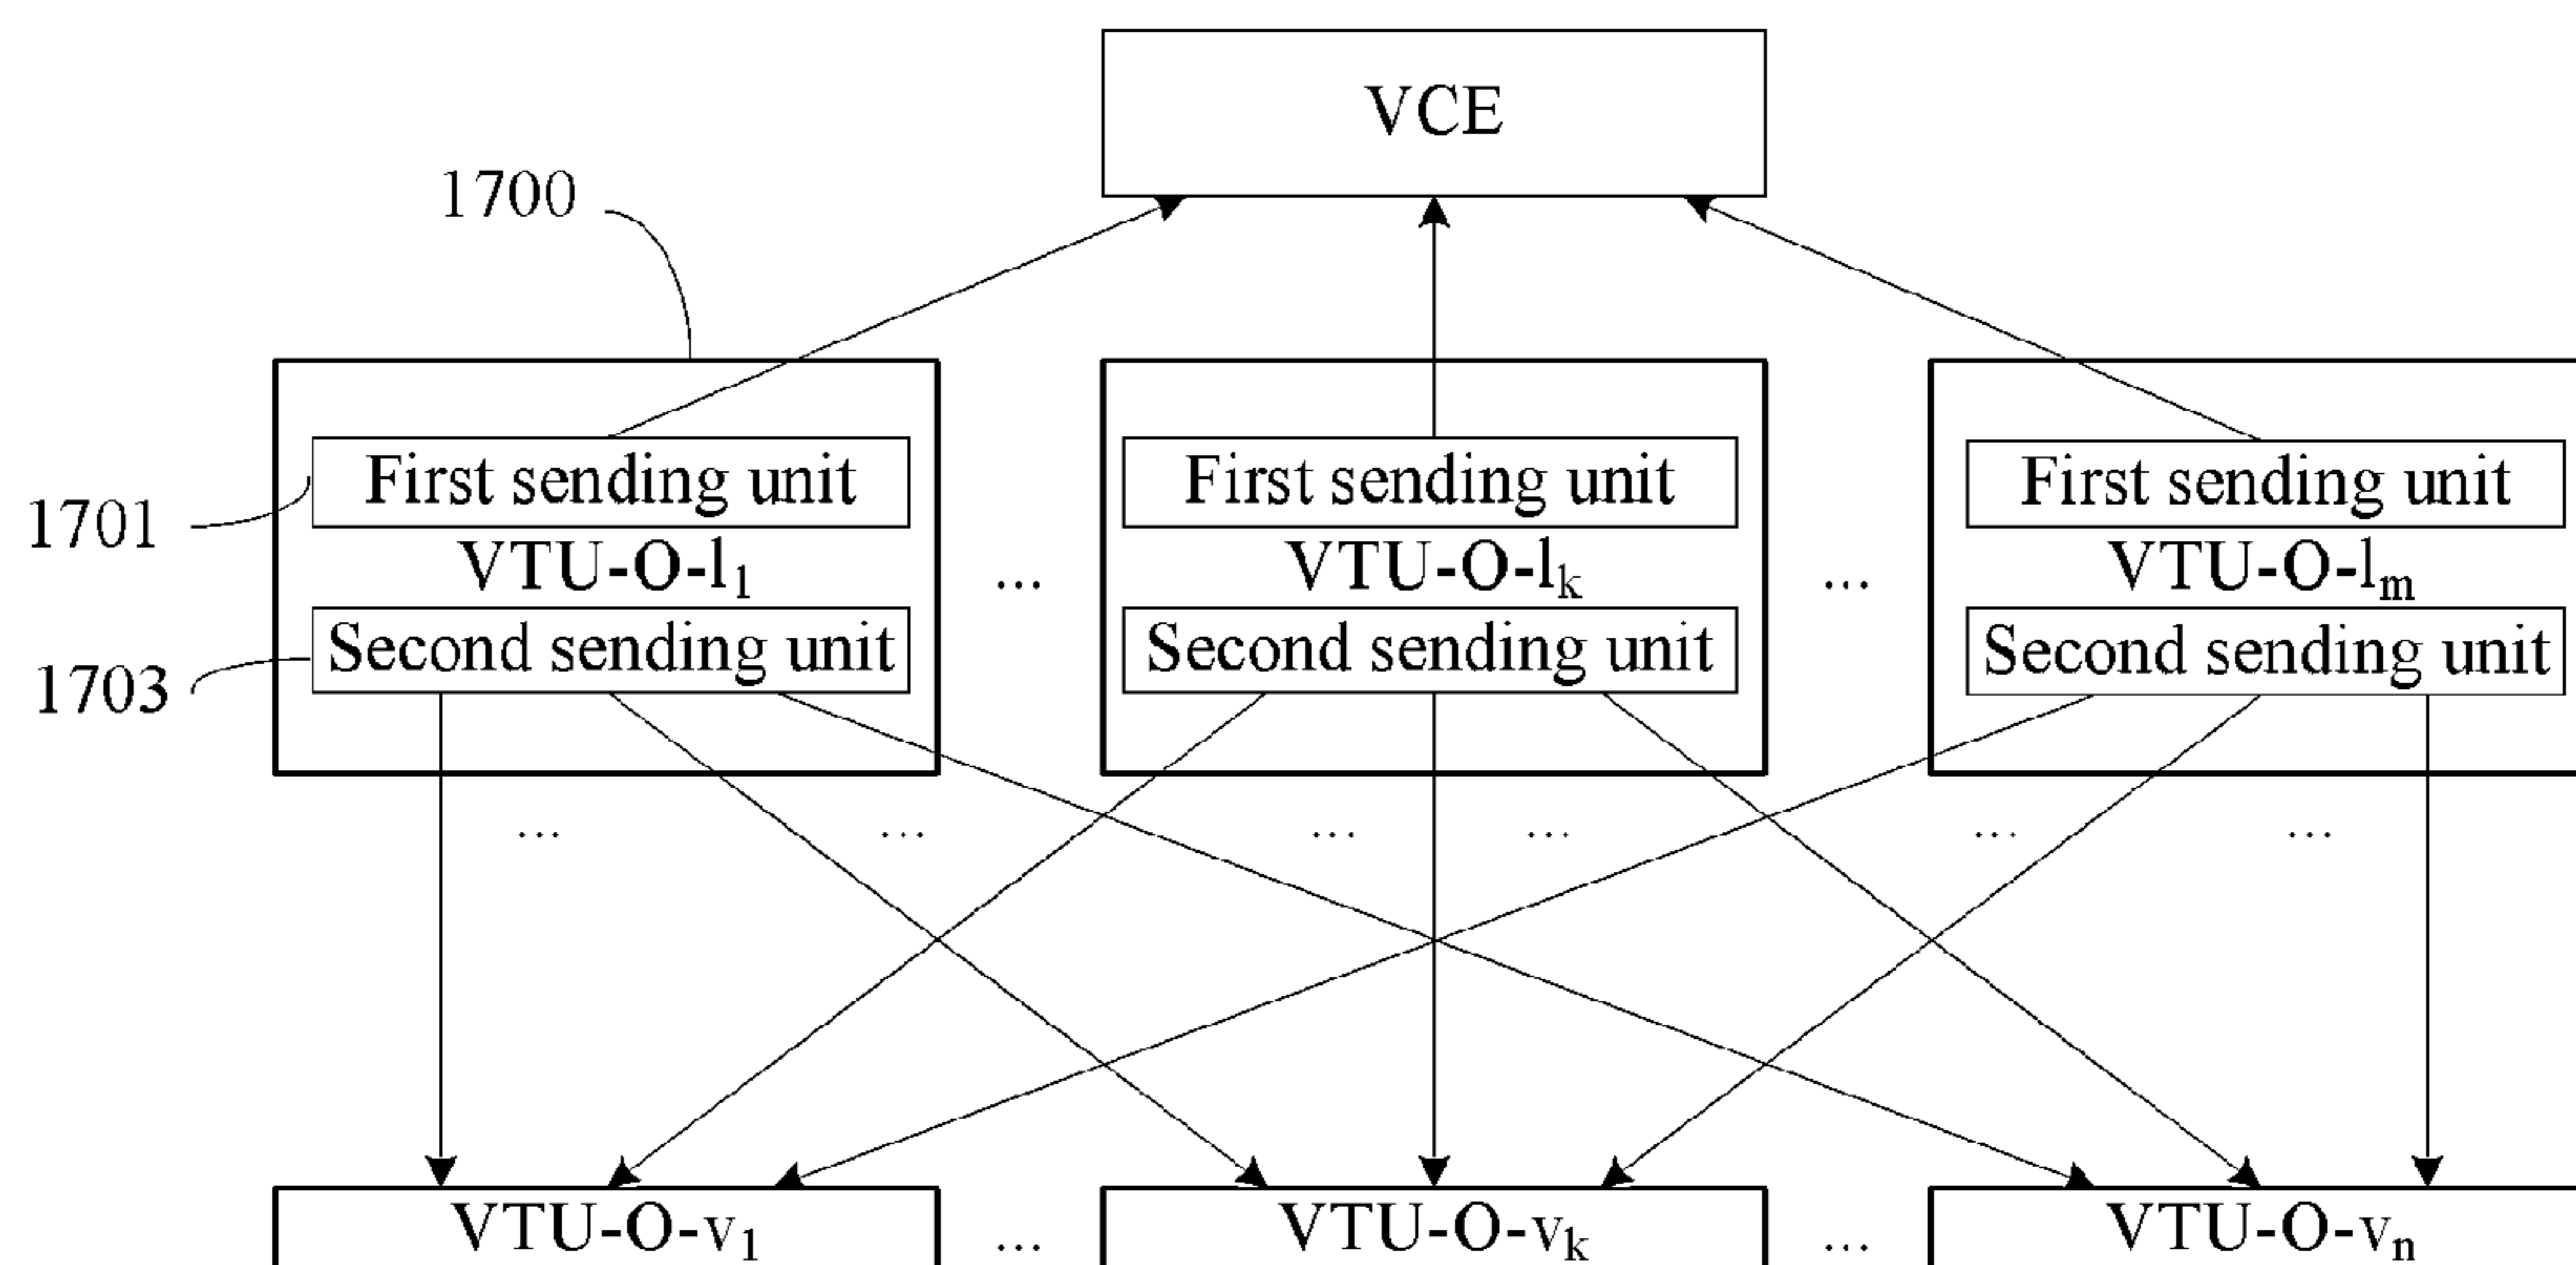 VCE
1700
First sending unit
First sending unit
First sending unit
1701
VTU-O-l₁
...
VTU-O-lₖ
...
VTU-O-lₘ
Second sending unit
Second sending unit
Second sending unit
1703
... ... ... ... ... ...
VTU-O-v₁
...
VTU-O-vₖ
...
VTU-O-vₙ